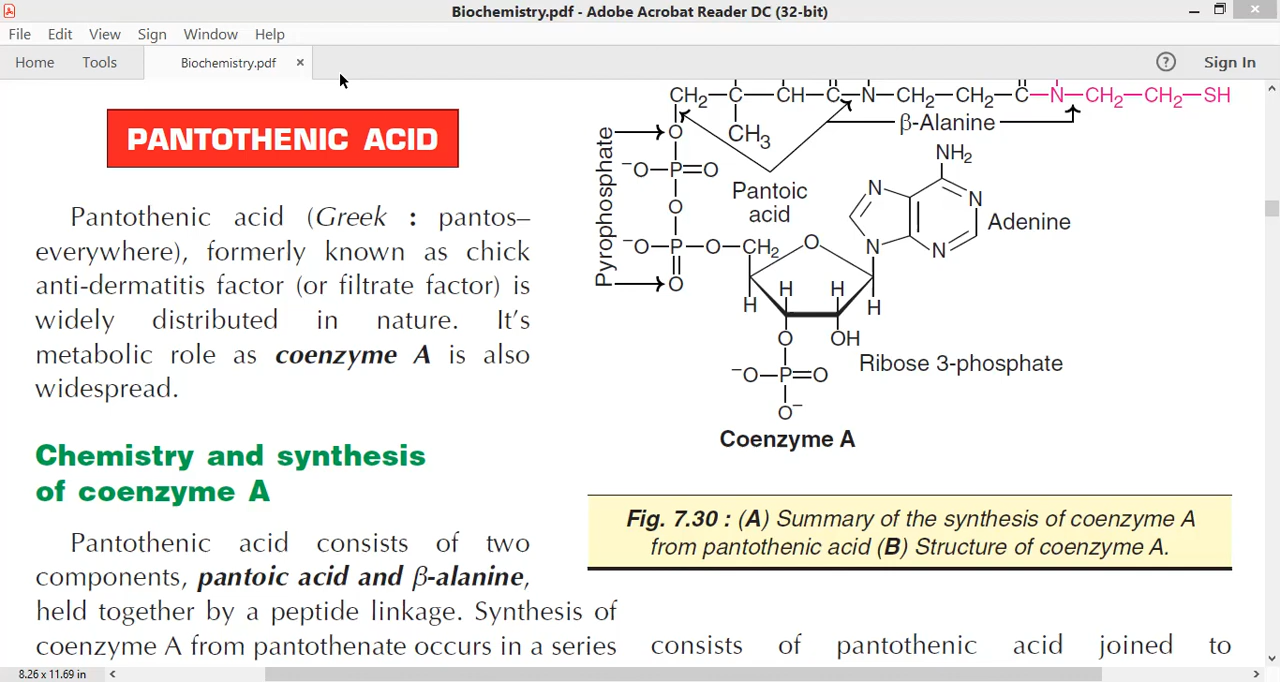 Biochemistry.pdf - Adobe Acrobat Reader DC (32-bit)
File Edit View Sign Window Help
Home Tools Biochemistry.pdf × ? Sign In
PANTOTHENIC ACID
Pantothenic acid (Greek : pantos–
everywhere), formerly known as chick
anti-dermatitis factor (or filtrate factor) is
widely distributed in nature. It's
metabolic role as coenzyme A is also
widespread.
Chemistry and synthesis
of coenzyme A
Pantothenic acid consists of two
components, pantoic acid and β-alanine,
held together by a peptide linkage. Synthesis of
coenzyme A from pantothenate occurs in a series
CH2—C—CH—C—N—CH2—CH2—C—N—CH2—CH2—SH
β-Alanine
O CH3
Pyrophosphate
–O—P=O
Pantoic
acid
O
–O—P—O—CH2 O
O
NH2
N N
N N
Adenine
H H H H
O OH
Ribose 3-phosphate
–O—P=O
O–
Coenzyme A
Fig. 7.30 : (A) Summary of the synthesis of coenzyme A
from pantothenic acid (B) Structure of coenzyme A.
consists of pantothenic acid joined to
8.26 x 11.69 in